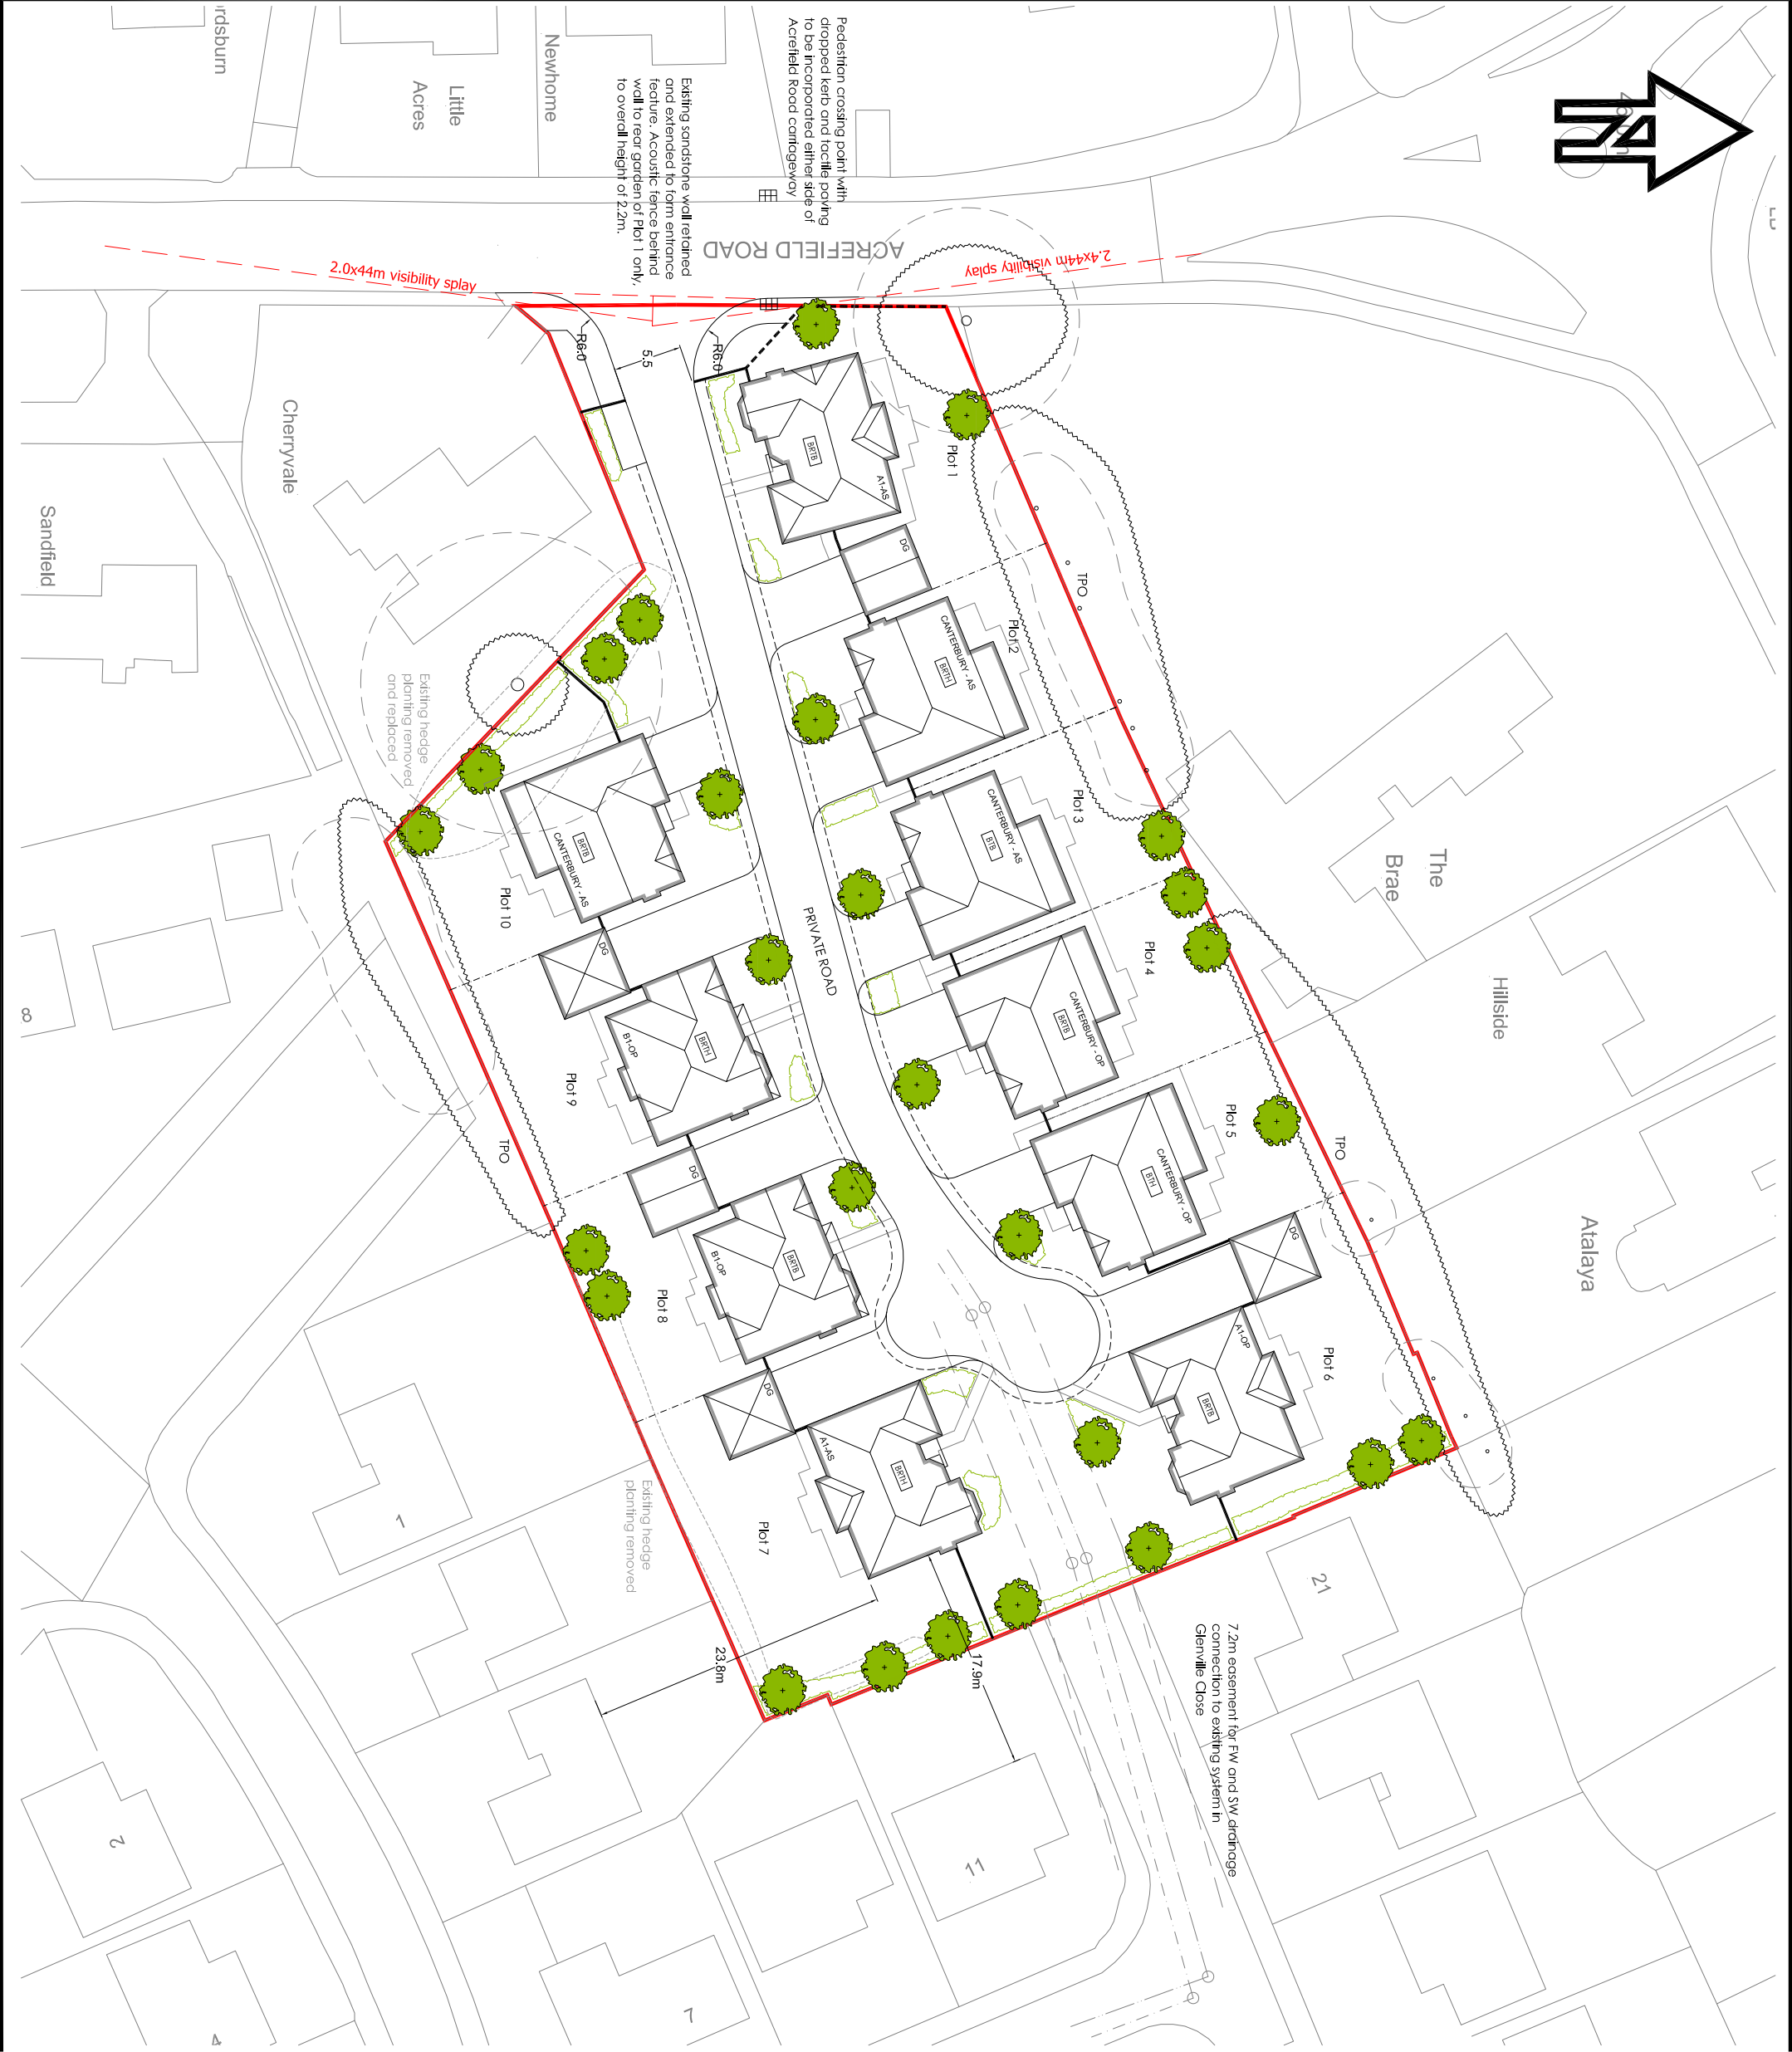 Pedestrian crossing point with
dropped kerb and tactile paving
to be incorporated either side of
Acrefield Road carriageway
Existing sandstone wall retained
and extended to form entrance
feature. Acoustic fence behind
wall to rear garden of Plot 1 only,
to overall height of 2.2m.
rdsburn
Little
Acres
Newhome
N
ACREFIELD ROAD
2.0x44m visibility splay
2.4x44m visibility splay
R6.0
5.5
R6.0
Cherryvale
Sandfield
BRTB
A1-AS
Plot 1
DG
TPO
CANTERBURY - AS
BRTH
Plot 2
CANTERBURY - AS
BTB
Plot 3
The
Brae
Existing hedge
planting removed
and replaced
BRTB
CANTERBURY - AS
Plot 10
DG
PRIVATE ROAD
CANTERBURY - OP
BRTB
Plot 4
Hillside
8
BRTH
B1-OP
Plot 9
TPO
DG
CANTERBURY - OP
BTH
Plot 5
TPO
Atalaya
BRTB
B1-OP
Plot 8
DG
DG
A1-OP
BRTB
Plot 6
A1-AS
BRTH
Plot 7
Existing hedge
planting removed
1
21
23.8m
17.9m
7.2m easement for FW and SW drainage
connection to existing system in
Glenville Close
2
11
7
4